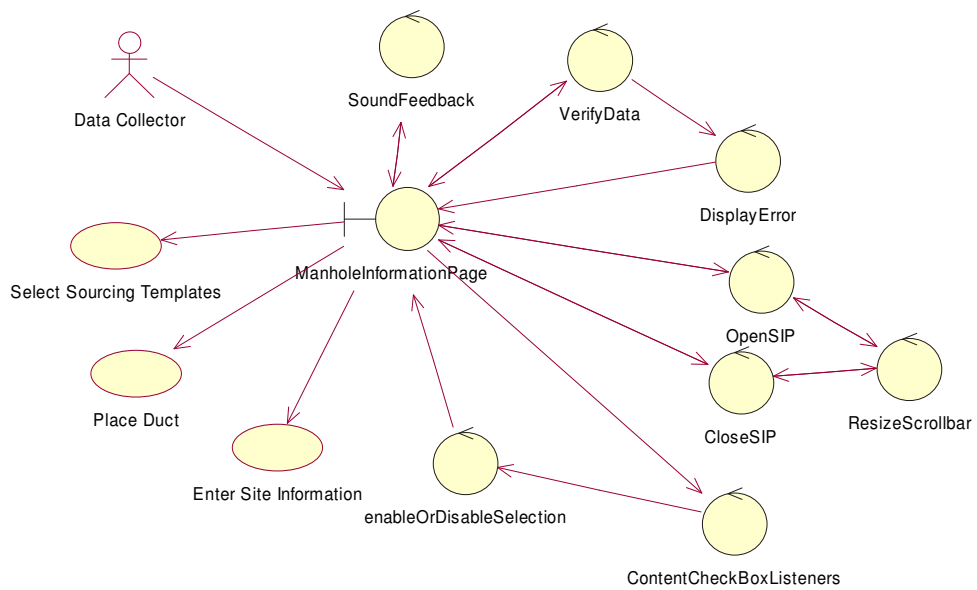 SoundFeedback
VerifyData
Data Collector
DisplayError
ManholeInformationPage
Select Sourcing Templates
OpenSIP
Place Duct
CloseSIP
ResizeScrollbar
Enter Site Information
enableOrDisableSelection
ContentCheckBoxListeners